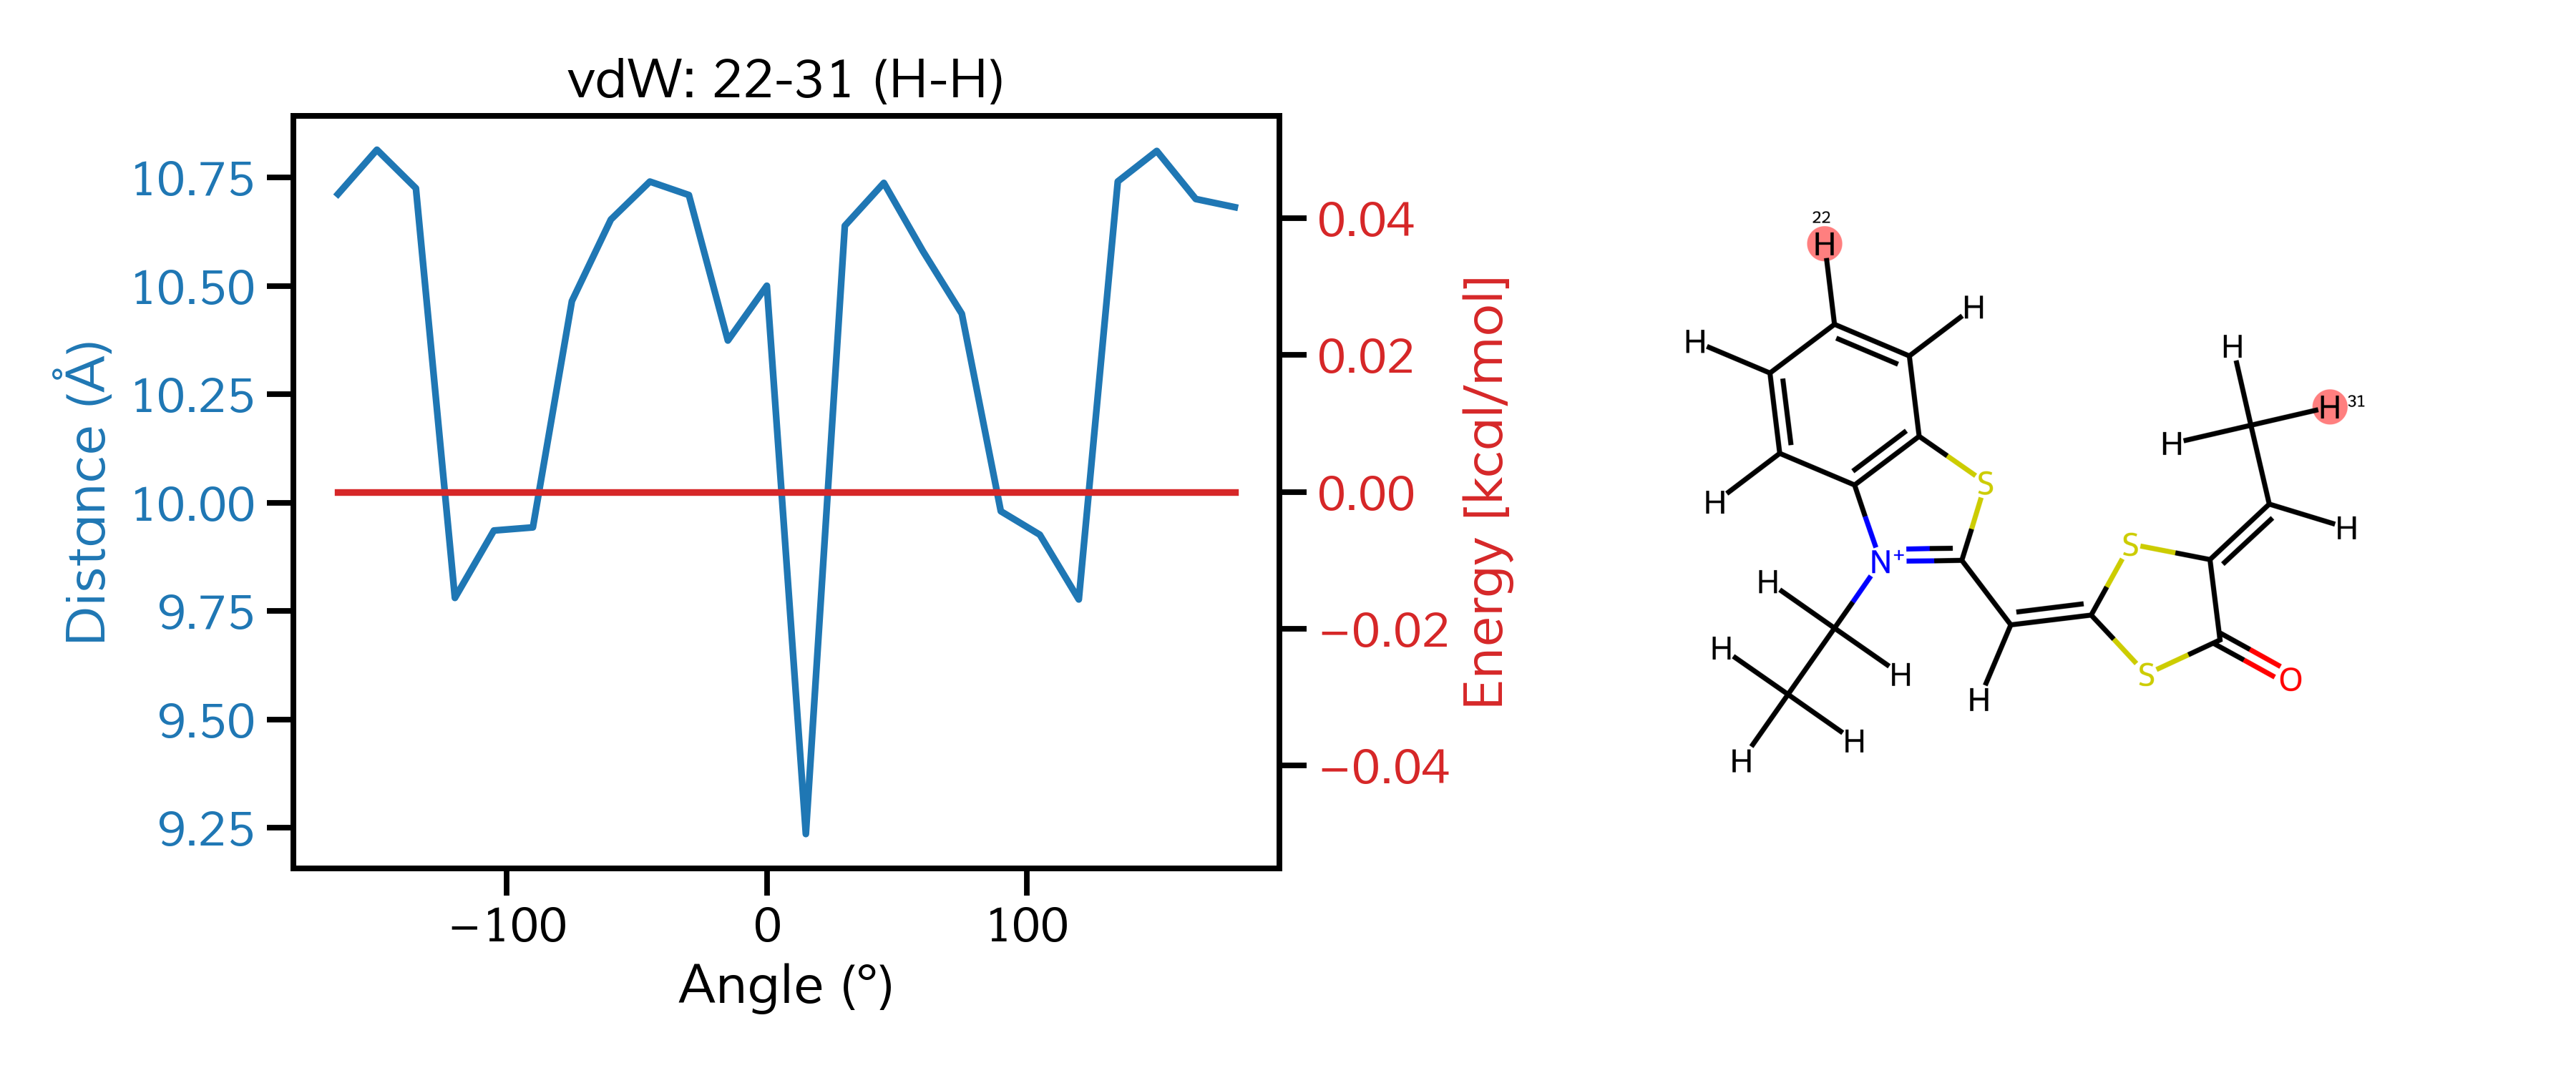 vdW: 22-31 (H-H)
Distance (Å)
10.75
10.50
10.25
10.00
9.75
9.50
9.25
−100
0
100
Angle (°)
0.04
0.02
0.00
−0.02
−0.04
Energy [kcal/mol]
22
H
H
H
H
H
31
H
H
S
H
S
H
N+
H
H
H
S
O
H
H
H